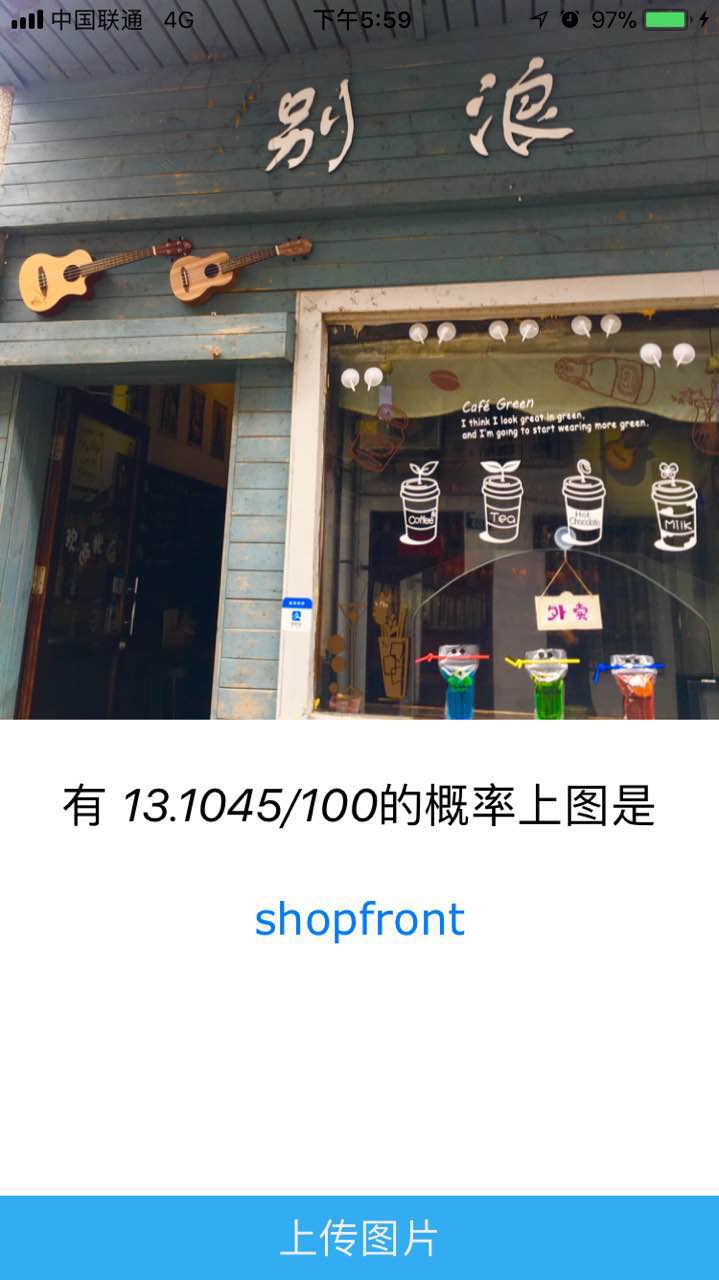 中国联通 4G 下午5:59 97%
别浪
Café Green
I think I look great in green,
and I'm going to start wearing more green.
Coffee
Tea
Hot
Chocolate
Milk
外卖
有 13.1045/100的概率上图是
shopfront
上传图片